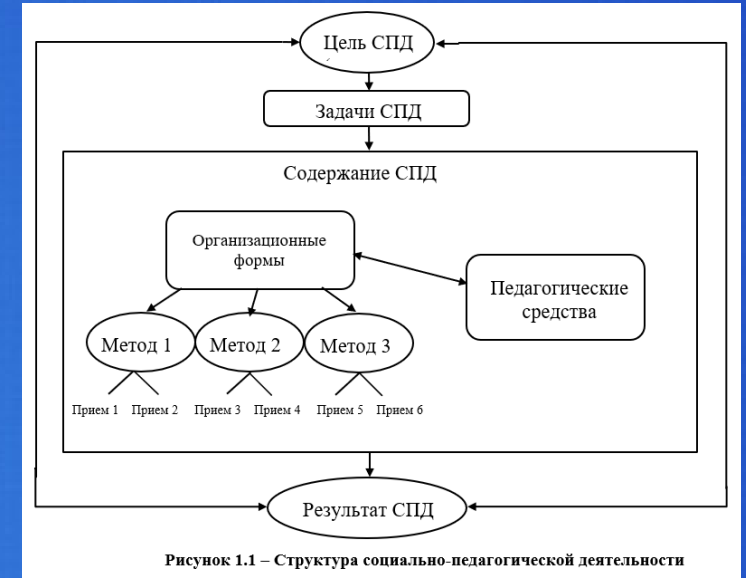 Цель СПД
Задачи СПД
Содержание СПД
Организационные
формы
Педагогические
средства
Метод 1
Метод 2
Метод 3
Прием 1
Прием 2
Прием 3
Прием 4
Прием 5
Прием 6
Результат СПД
Рисунок 1.1 – Структура социально-педагогической деятельности